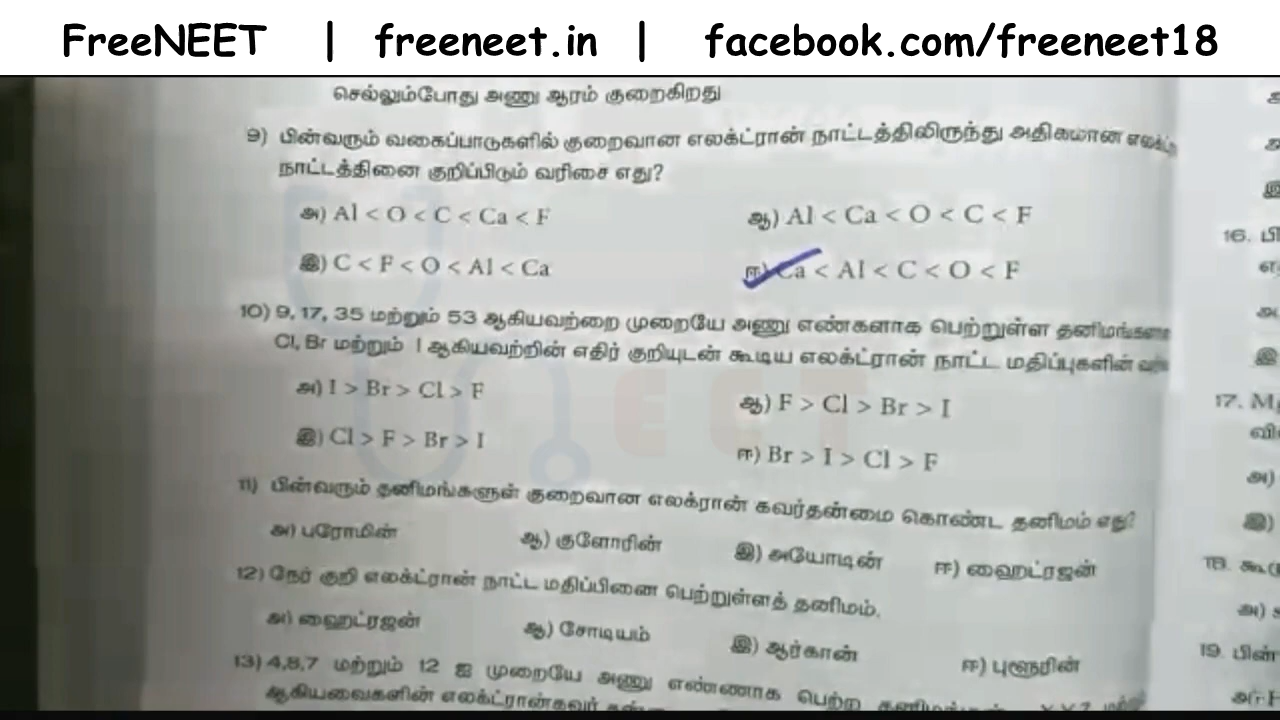 FreeNEET | freeneet.in | facebook.com/freeneet18
செல்லும்போது அணு ஆரம் குறைகிறது
9) பின்வரும் வகைப்பாடுகளில் குறைவான எலக்ட்ரான் நாட்டத்திலிருந்து அதிகமான
நாட்டத்தினை குறிப்பிடும் வரிசை எது?
அ) Al < O < C < Ca < F
ஆ) Al < Ca < O < C < F
இ) C < F < O < Al < Ca
ஈ) Ca < Al < C < O < F
10) 9, 17, 35 மற்றும் 53 ஆகியவற்றை முறையே அணு எண்களாக பெற்றுள்ள
Cl, Br மற்றும் I ஆகியவற்றின் எதிர் குறியுடன் கூடிய எலக்ட்ரான் நாட்ட மதிப்புகளின்
அ) I > Br > Cl > F
ஆ) F > Cl > Br > I
இ) Cl > F > Br > I
ஈ) Br > I > Cl > F
11) பின்வரும் தனிமங்களுள் குறைவான எலக்ரான் கவர்தன்மை கொண்ட தனிமம் எது?
அ) புரோமின் ஆ) குளோரின் இ) அயோடின் ஈ) ஹைட்ரஜன்
12) நேர் குறி எலக்ட்ரான் நாட்ட மதிப்பினை பெற்றுள்ளத் தனிமம்.
அ) ஹைட்ரஜன் ஆ) சோடியம் இ) ஆர்கான் ஈ) புளூரின்
13) 4,8,7 மற்றும் 12 ஐ முறையே அணு எண்ணாக பெற்ற
ஆகியவைகளின்
16. பி
17. M
வி
அ)
இ)
18. கூ
அ)
19. பின்